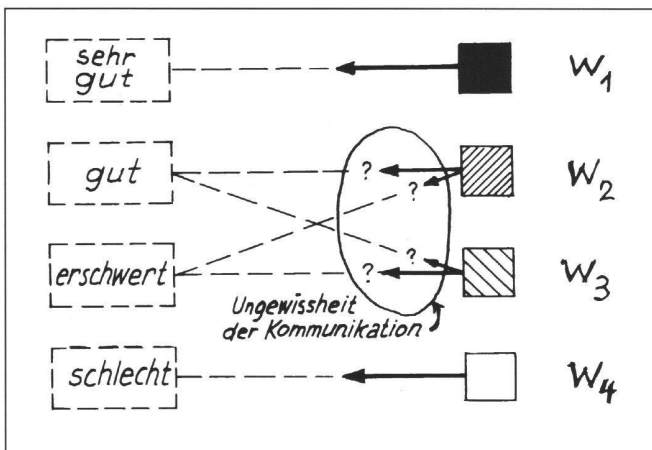 sehr
gut
W1
gut
?
?
W2
erschwert
?
?
W3
Ungewissheit
der Kommunikation
schlecht
W4